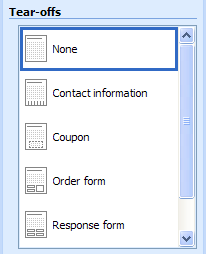 Tear-offs
None
Contact information
Coupon
Order form
Response form